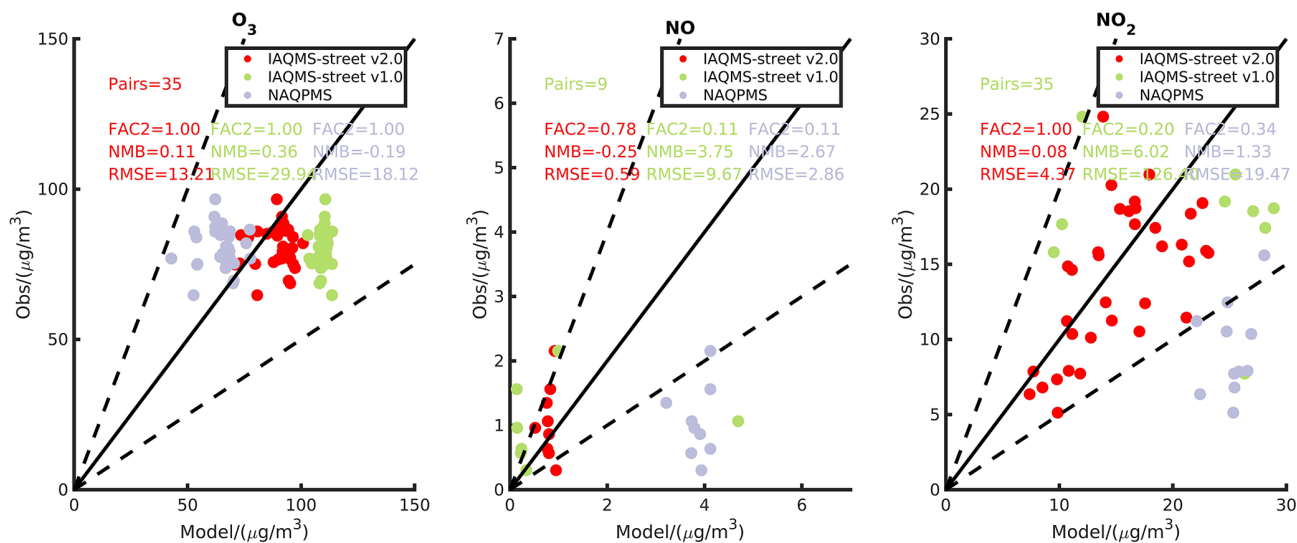 O3
150
100
50
0
0 50 100 150
Obs/(μg/m3)
Model/(μg/m3)
IAQMS-street v2.0
IAQMS-street v1.0
NAQPMS
Pairs=35
FAC2=1.00 FAC2=1.00 FAC2=1.00
NMB=0.11 NMB=0.36 NMB=-0.19
RMSE=13.21 RMSE=29.94 RMSE=18.12
NO
7
6
5
4
3
2
1
0
0 2 4 6
Obs/(μg/m3)
Model/(μg/m3)
IAQMS-street v2.0
IAQMS-street v1.0
NAQPMS
Pairs=9
FAC2=0.78 FAC2=0.11 FAC2=0.11
NMB=-0.25 NMB=3.75 NMB=2.67
RMSE=0.59 RMSE=9.67 RMSE=2.86
NO2
30
25
20
15
10
5
0
0 10 20 30
Obs/(μg/m3)
Model/(μg/m3)
IAQMS-street v2.0
IAQMS-street v1.0
NAQPMS
Pairs=35
FAC2=1.00 FAC2=0.20 FAC2=0.34
NMB=0.08 NMB=6.02 NMB=1.33
RMSE=4.37 RMSE=19.47